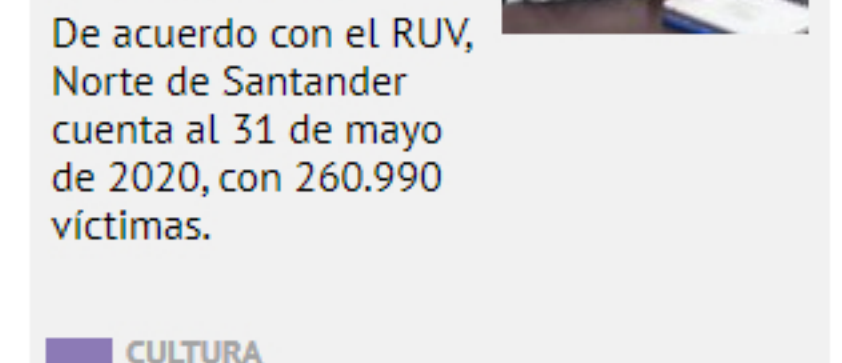 De acuerdo con el RUV,
Norte de Santander
cuenta al 31 de mayo
de 2020, con 260.990
víctimas.
CULTURA